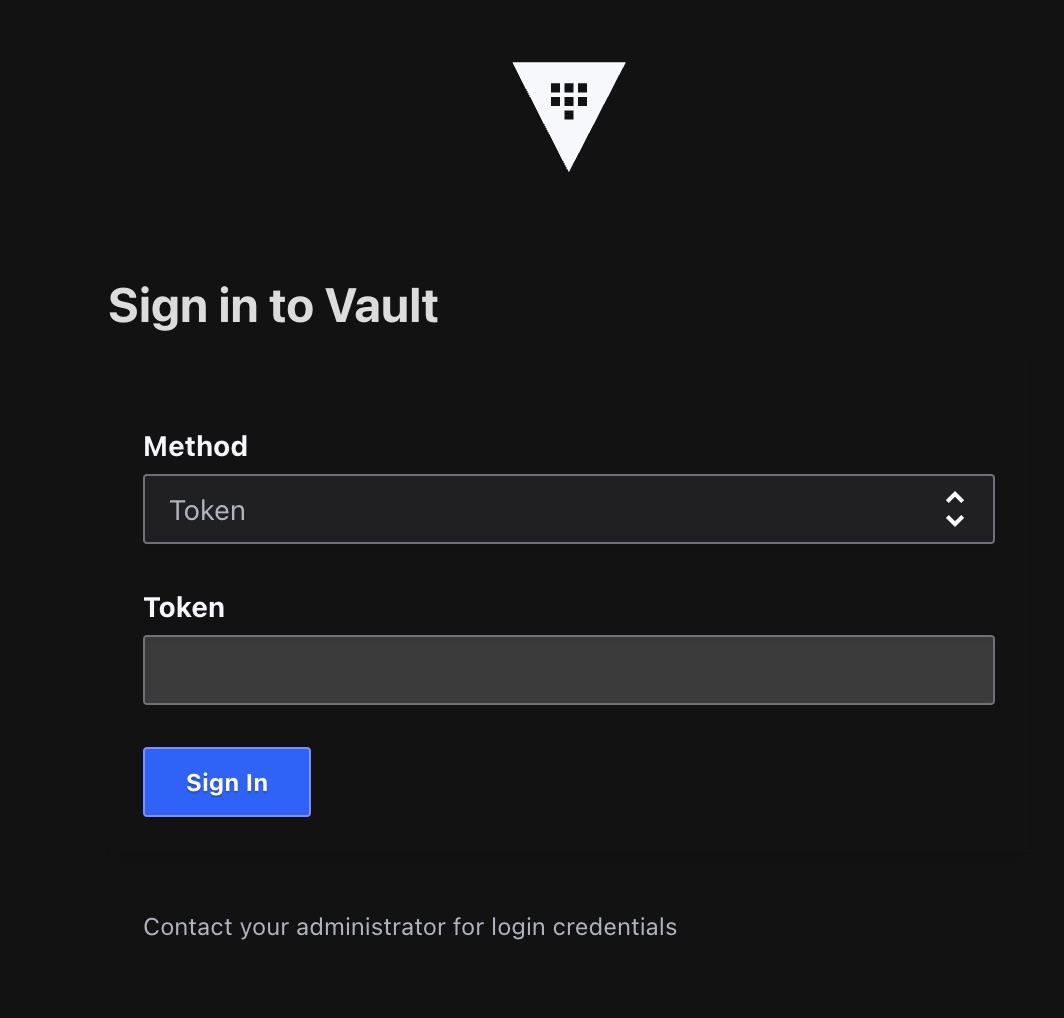 Sign in to Vault
Method
Token
Token
Sign In
Contact your administrator for login credentials